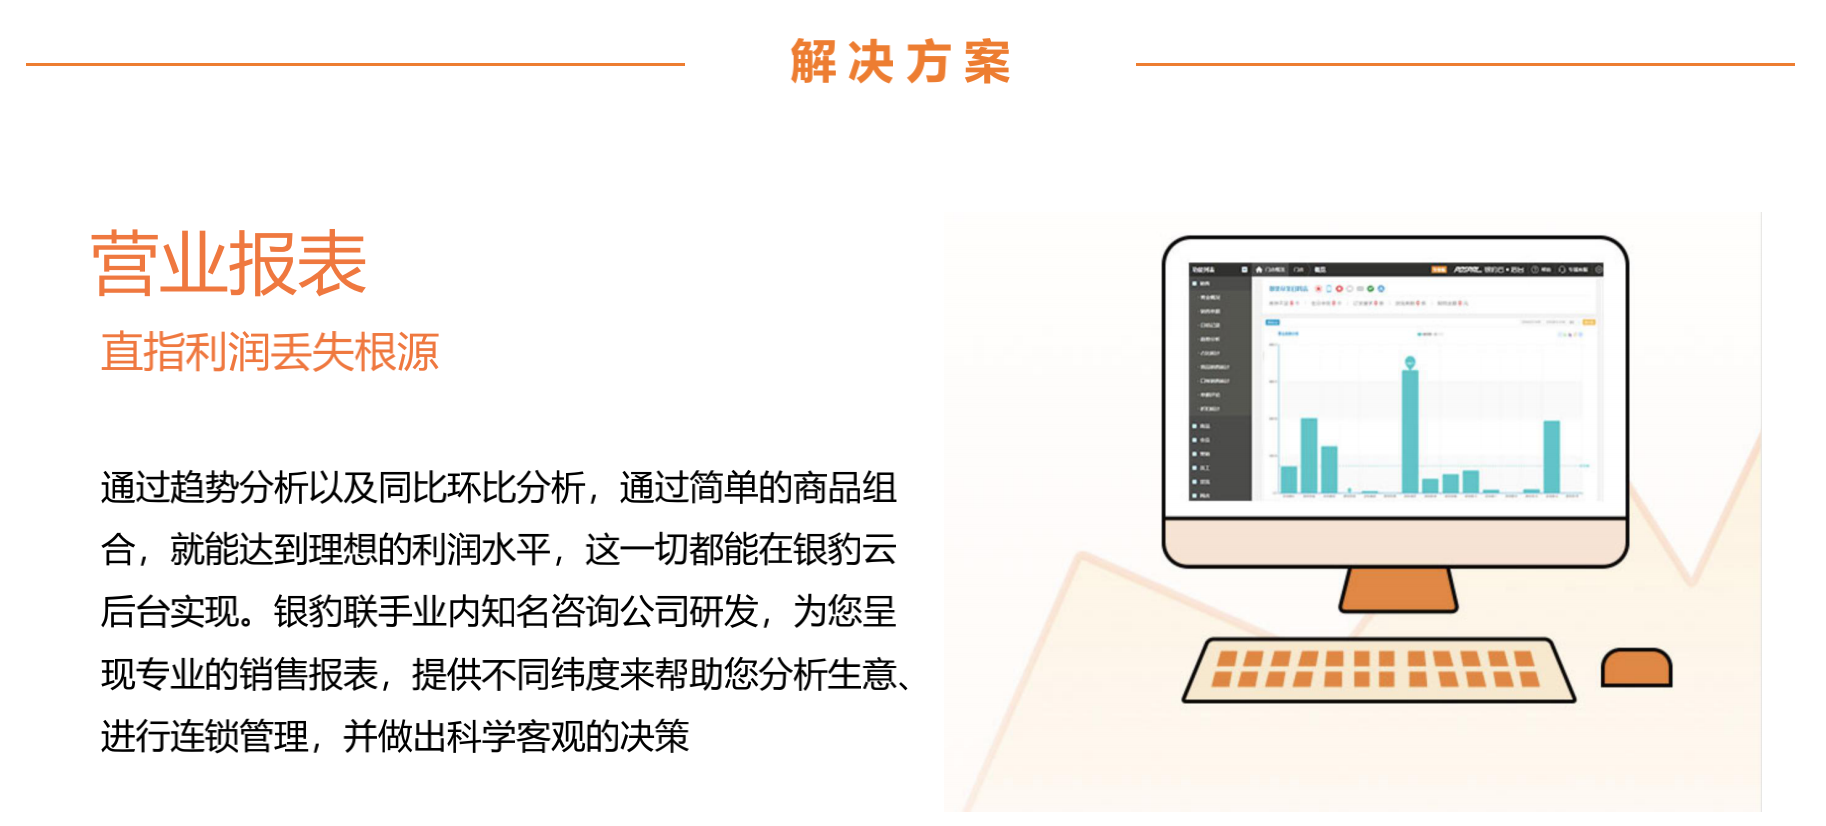 解决方案
营业报表
直指利润丢失根源
通过趋势分析以及同比环比分析，通过简单的商品组
合，就能达到理想的利润水平，这一切都能在银豹云
后台实现。银豹联手业内知名咨询公司研发，为您呈
现专业的销售报表，提供不同纬度来帮助您分析生意、
进行连锁管理，并做出科学客观的决策